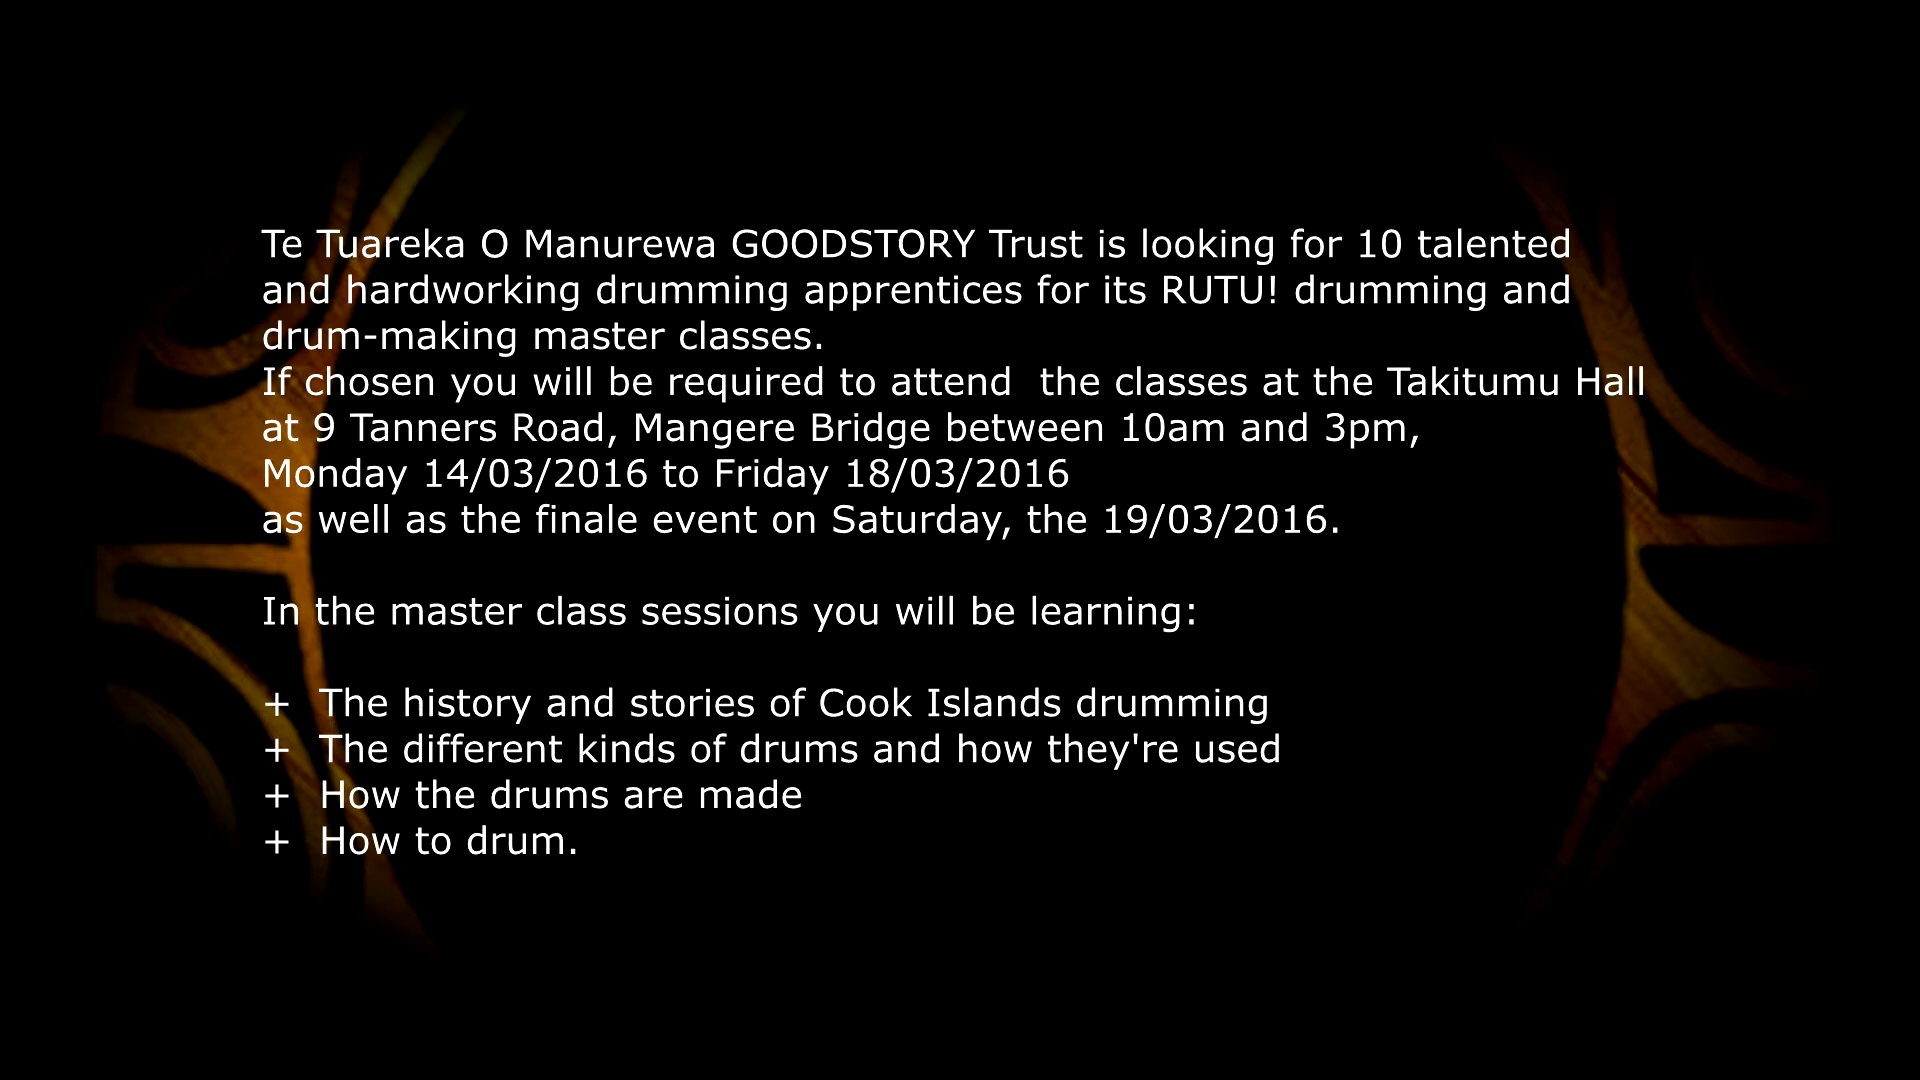 Te Tuareka O Manurewa GOODSTORY Trust is looking for 10 talented
and hardworking drumming apprentices for its RUTU! drumming and
drum-making master classes.
If chosen you will be required to attend  the classes at the Takitumu Hall
at 9 Tanners Road, Mangere Bridge between 10am and 3pm,
Monday 14/03/2016 to Friday 18/03/2016
as well as the finale event on Saturday, the 19/03/2016.
In the master class sessions you will be learning:
+  The history and stories of Cook Islands drumming
+  The different kinds of drums and how they're used
+  How the drums are made
+  How to drum.